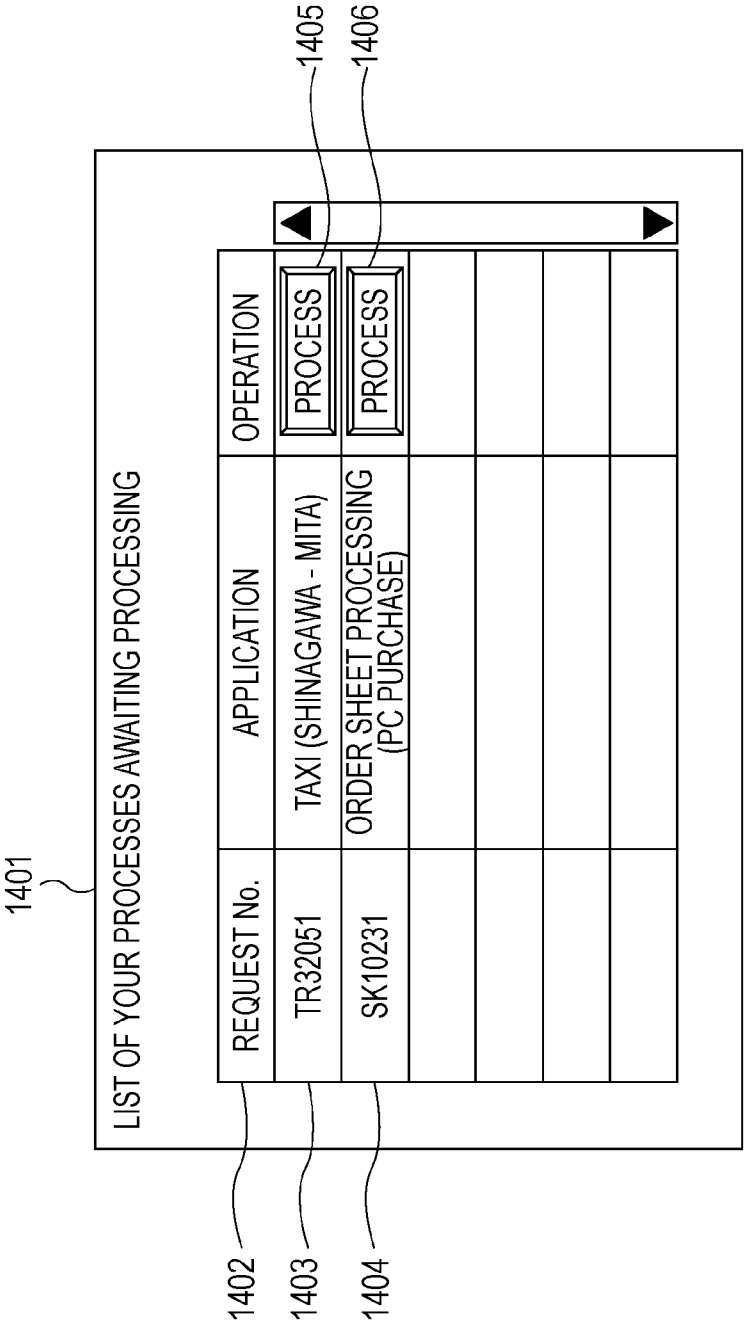 1401
LIST OF YOUR PROCESSES AWAITING PROCESSING
1402
REQUEST No.
APPLICATION
OPERATION
1403
TR32051
TAXI (SHINAGAWA - MITA)
PROCESS
1405
1404
SK10231
ORDER SHEET PROCESSING
(PC PURCHASE)
PROCESS
1406